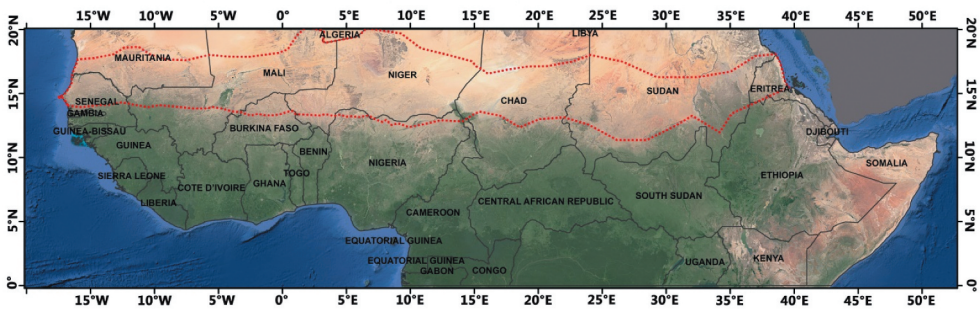 15°W 10°W 5°W 0° 5°E 10°E 15°E 20°E 25°E 30°E 35°E 40°E 45°E 50°E
20°N 20°N
ALGERIA LIBYA
MAURITANIA
MALI NIGER
SUDAN
ERITREA
CHAD
15°N 15°N
SENEGAL
GAMBIA
BURKINA FASO
GUINEA-BISSAU DJIBOUTI
GUINEA
BENIN
10°N 10°N
NIGERIA SOMALIA
SIERRA LEONE TOGO ETHIOPIA
COTE D'IVOIRE GHANA
SOUTH SUDAN
LIBERIA CENTRAL AFRICAN REPUBLIC
CAMEROON
5°N 5°N
EQUATORIAL GUINEA
EQUATORIAL GUINEA UGANDA KENYA
GABON CONGO
0° 0°
15°W 10°W 5°W 0° 5°E 10°E 15°E 20°E 25°E 30°E 35°E 40°E 45°E 50°E